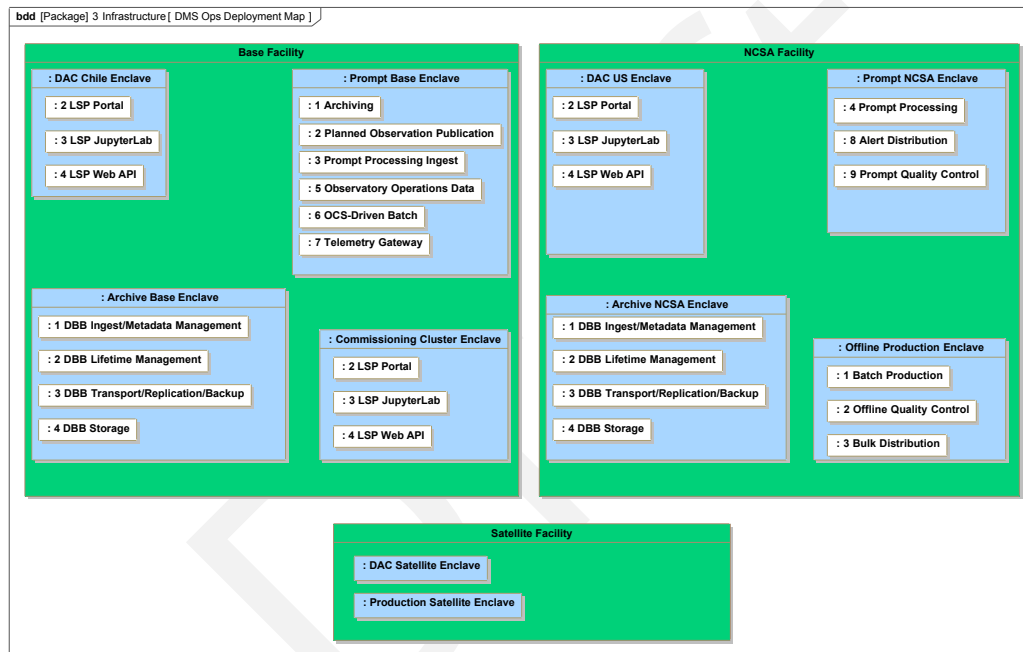 bdd [Package] 3 Infrastructure [ DMS Ops Deployment Map ]
Base Facility
: DAC Chile Enclave
: 2 LSP Portal
: 3 LSP JupyterLab
: 4 LSP Web API
: Prompt Base Enclave
: 1 Archiving
: 2 Planned Observation Publication
: 3 Prompt Processing Ingest
: 5 Observatory Operations Data
: 6 OCS-Driven Batch
: 7 Telemetry Gateway
: Archive Base Enclave
: 1 DBB Ingest/Metadata Management
: 2 DBB Lifetime Management
: 3 DBB Transport/Replication/Backup
: 4 DBB Storage
: Commissioning Cluster Enclave
: 2 LSP Portal
: 3 LSP JupyterLab
: 4 LSP Web API
NCSA Facility
: DAC US Enclave
: 2 LSP Portal
: 3 LSP JupyterLab
: 4 LSP Web API
: Prompt NCSA Enclave
: 4 Prompt Processing
: 8 Alert Distribution
: 9 Prompt Quality Control
: Archive NCSA Enclave
: 1 DBB Ingest/Metadata Management
: 2 DBB Lifetime Management
: 3 DBB Transport/Replication/Backup
: 4 DBB Storage
: Offline Production Enclave
: 1 Batch Production
: 2 Offline Quality Control
: 3 Bulk Distribution
Satellite Facility
: DAC Satellite Enclave
: Production Satellite Enclave